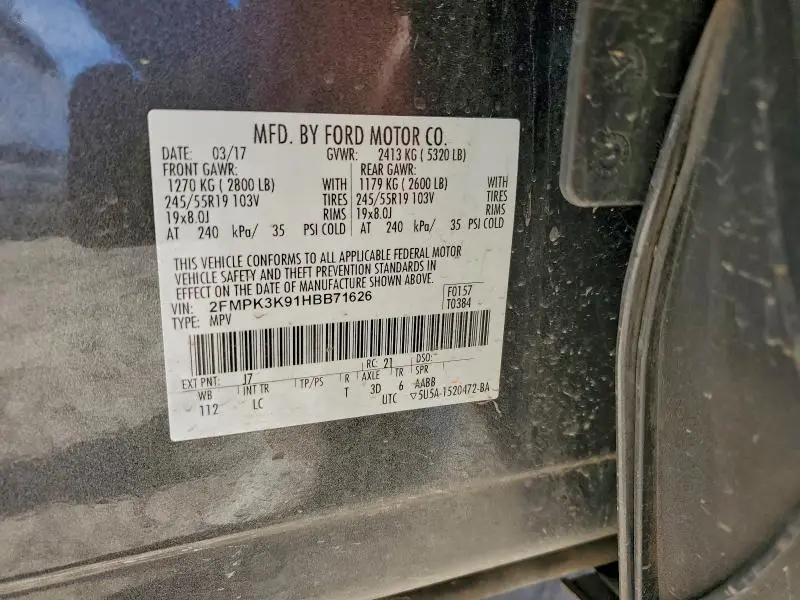 MFD. BY FORD MOTOR CO.
DATE: 03/17 GVWR: 2413 KG ( 5320 LB)
FRONT GAWR: REAR GAWR:
1270 KG ( 2800 LB) WITH 1179 KG ( 2600 LB) WITH
245/55R19 103V TIRES 245/55R19 103V TIRES
19x8.0J RIMS 19x8.0J RIMS
AT 240 kPa/ 35 PSI COLD AT 240 kPa/ 35 PSI COLD
THIS VEHICLE CONFORMS TO ALL APPLICABLE FEDERAL MOTOR
VEHICLE SAFETY AND THEFT PREVENTION STANDARDS IN
EFFECT ON THE DATE OF MANUFACTURE SHOWN ABOVE.
VIN: 2FMPK3K91HBB71626 F0157
TYPE: MPV T0384
RC: 21 DSO:
EXT PNT: J7
WB INT TR TP/PS R AXLE TR SPR
112 LC T 3D 6 AABB
UTC ▽5U5A-1520472-BA